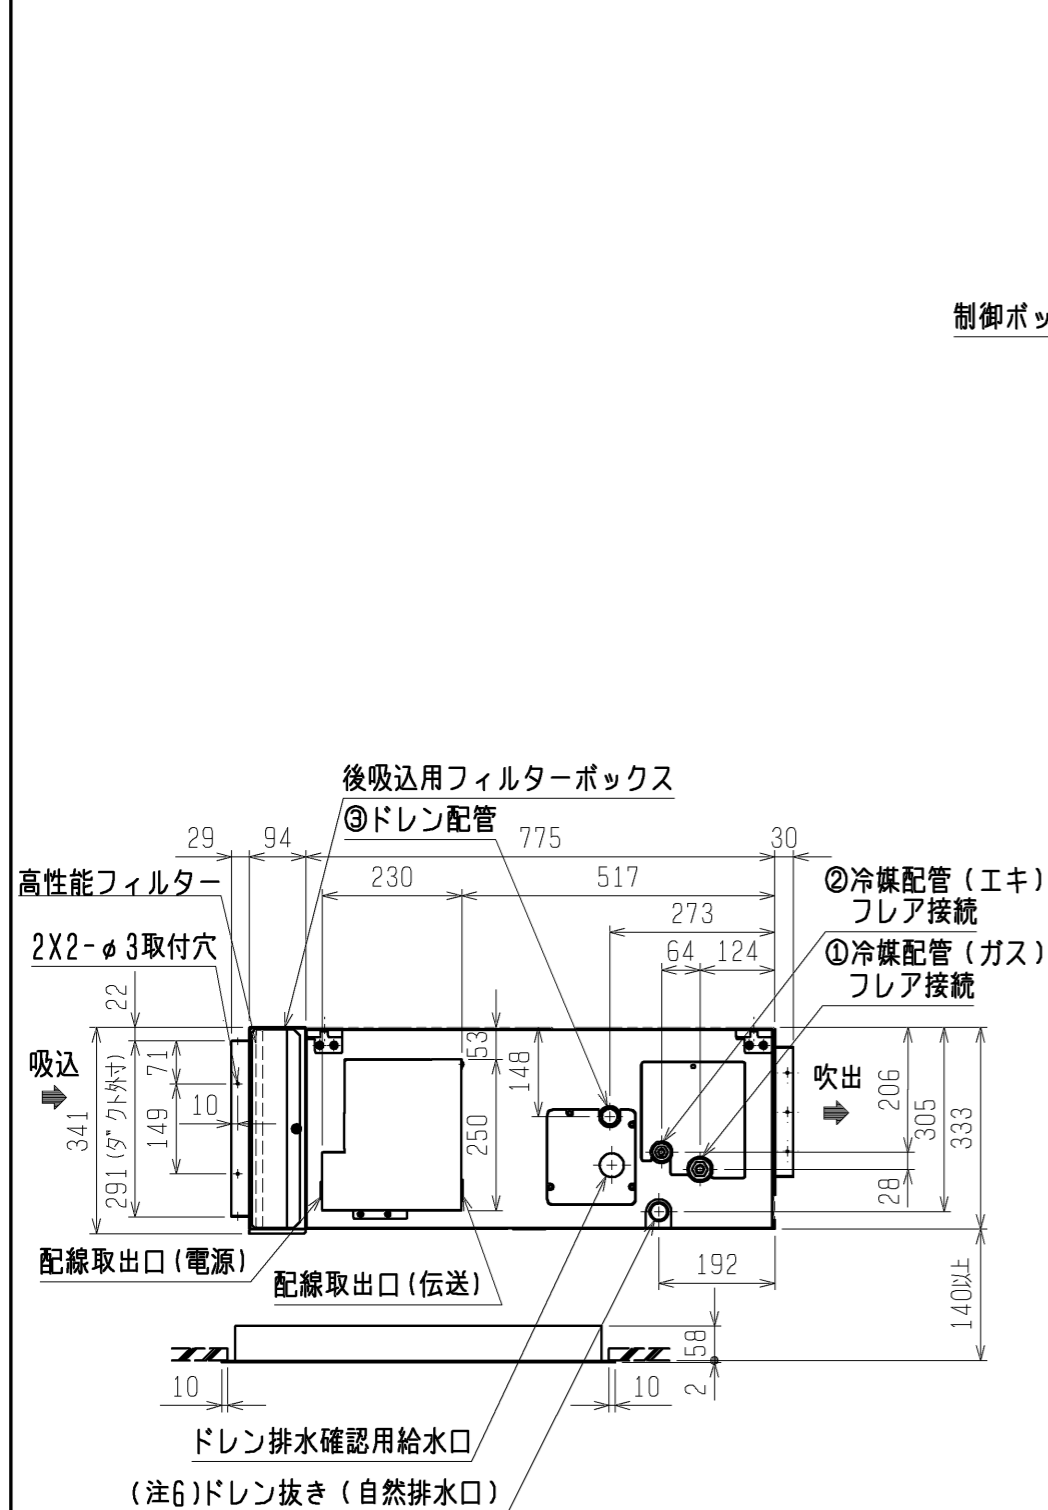 制御ボッ
後吸込用フィルターボックス
③ドレン配管
29 94 775 30
高性能フィルター
230 517
②冷媒配管(エキ)
フレア接続
273
2X2-φ3取付穴
64 124
①冷媒配管(ガス)
フレア接続
22
吸込
吹出
341
291(ダクト外寸)
71
149
10
53
250
148
206
28
305
333
配線取出口(電源)
配線取出口(伝送)
192
140以上
58
2
10 10
ドレン排水確認用給水口
(注6)ドレン抜き(自然排水口)